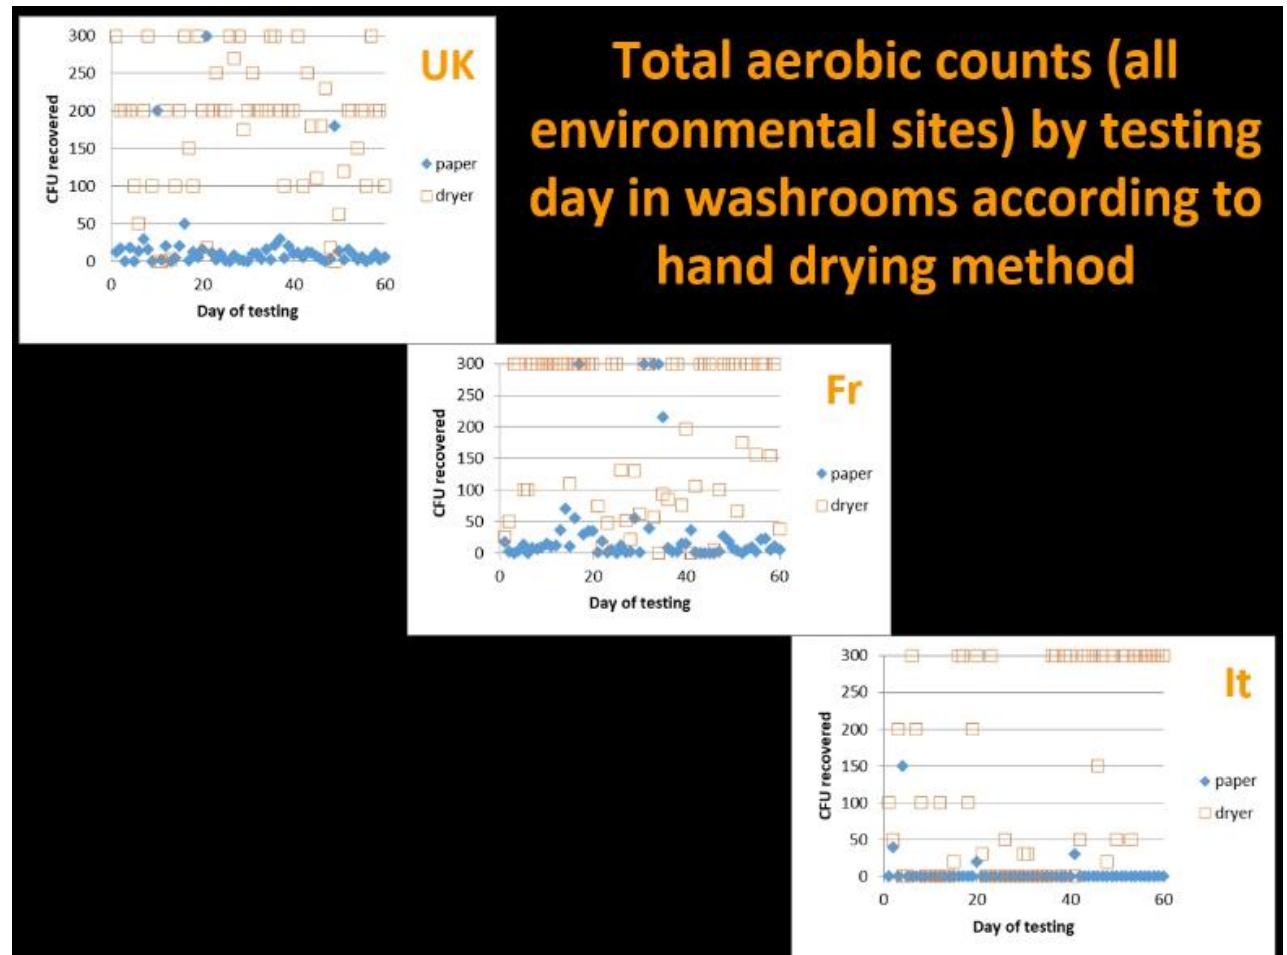 Total aerobic counts (all
environmental sites) by testing
day in washrooms according to
hand drying method
UK
300
250
200
150
100
50
0
CFU recovered
0 20 40 60
Day of testing
paper
dryer
Fr
300
250
200
150
100
50
0
CFU recovered
0 20 40 60
Day of testing
paper
dryer
It
300
250
200
150
100
50
0
CFU recovered
0 20 40 60
Day of testing
paper
dryer